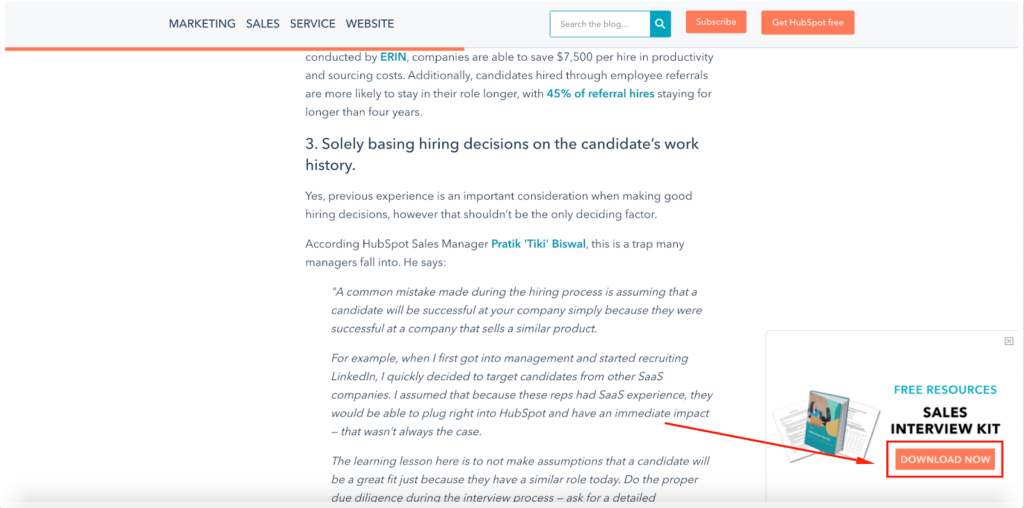 MARKETING SALES SERVICE WEBSITE
Search the blog...
Subscribe
Get HubSpot free
conducted by ERIN, companies are able to save $7,500 per hire in productivity
and sourcing costs. Additionally, candidates hired through employee referrals
are more likely to stay in their role longer, with 45% of referral hires staying for
longer than four years.
3. Solely basing hiring decisions on the candidate's work
history.
Yes, previous experience is an important consideration when making good
hiring decisions, however that shouldn't be the only deciding factor.
According HubSpot Sales Manager Pratik 'Tiki' Biswal, this is a trap many
managers fall into. He says:
"A common mistake made during the hiring process is assuming that a
candidate will be successful at your company simply because they were
successful at a company that sells a similar product.
For example, when I first got into management and started recruiting
LinkedIn, I quickly decided to target candidates from other SaaS
companies. I assumed that because these reps had SaaS experience, they
would be able to plug right into HubSpot and have an immediate impact
— that wasn't always the case.
The learning lesson here is to not make assumptions that a candidate will
be a great fit just because they have a similar role today. Do the proper
due diligence during the interview process — ask for a detailed
FREE RESOURCES
SALES
INTERVIEW KIT
DOWNLOAD NOW